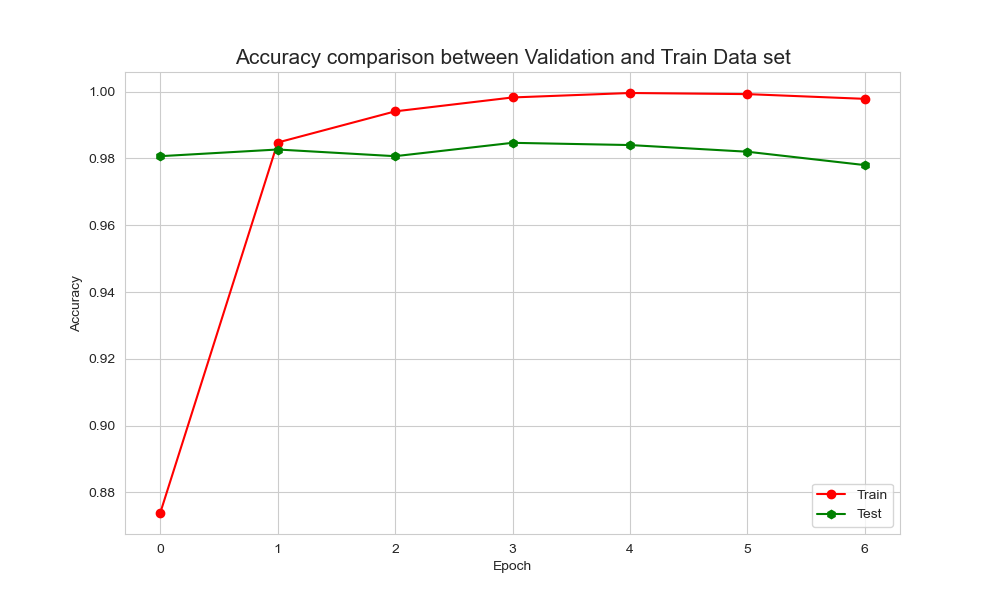 Accuracy comparison between Validation and Train Data set
1.00
0.98
0.96
0.94
0.92
0.90
0.88
Accuracy
Train
Test
0 1 2 3 4 5 6
Epoch